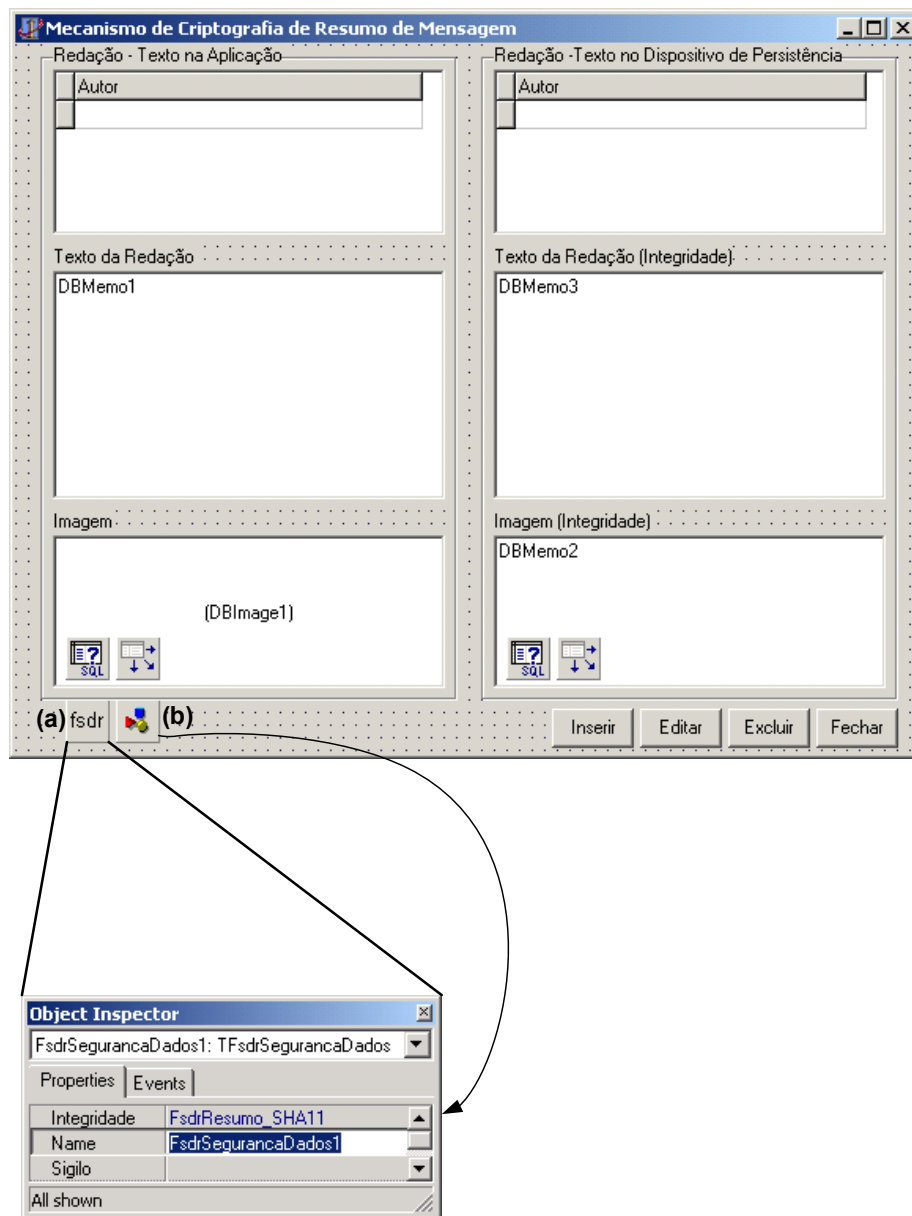 Mecanismo de Criptografia de Resumo de Mensagem
Redação - Texto na Aplicação
Autor
Texto da Redação
DBMemo1
Imagem
(DBImage1)
SQL
Redação -Texto no Dispositivo de Persistência
Autor
Texto da Redação (Integridade)
DBMemo3
Imagem (Integridade)
DBMemo2
SQL
(a) fsdr (b)
Inserir Editar Excluir Fechar
Object Inspector
FsdrSegurancaDados1: TFsdrSegurancaDados
Properties Events
Integridade FsdrResumo_SHA11
Name FsdrSegurancaDados1
Sigilo
All shown